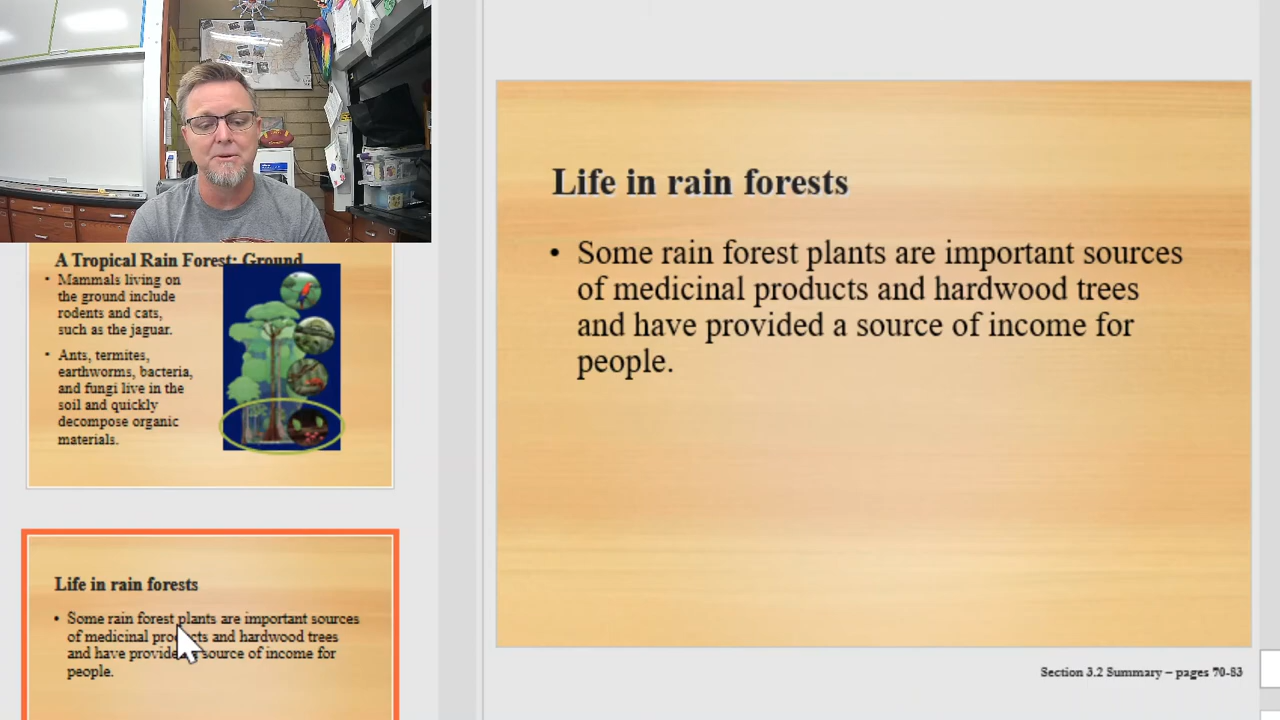 A Tropical Rain Forest: Ground
• Mammals living on
the ground include
rodents and cats,
such as the jaguar.
• Ants, termites,
earthworms, bacteria,
and fungi live in the
soil and quickly
decompose organic
materials.
Life in rain forests
• Some rain forest plants are important sources
of medicinal products and hardwood trees
and have provided a source of income for
people.
Life in rain forests
• Some rain forest plants are important sources
of medicinal products and hardwood trees
and have provided a source of income for
people.
Section 3.2 Summary – pages 70-83